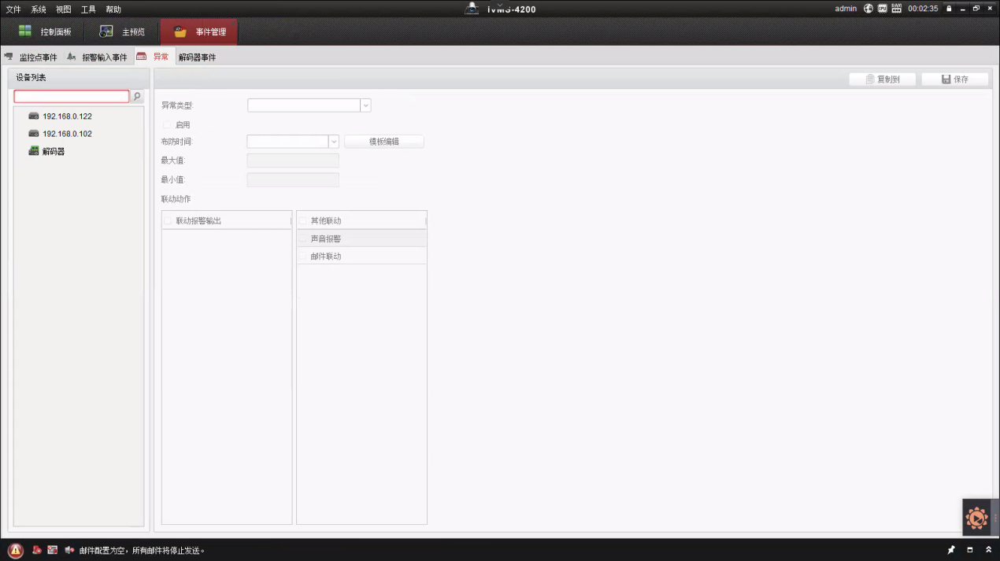 文件 系统 视图 工具 帮助 iVMS-4200 admin 00:02:35
控制面板 主预览 事件管理
监控点事件 报警输入事件 异常 解码器事件
设备列表
复制到 保存
192.168.0.122
192.168.0.102
解码器
异常类型:
启用
布防时间: 模板编辑
最大值:
最小值:
联动动作
联动报警输出 其他联动
声音报警
邮件联动
邮件配置为空，所有邮件将停止发送。